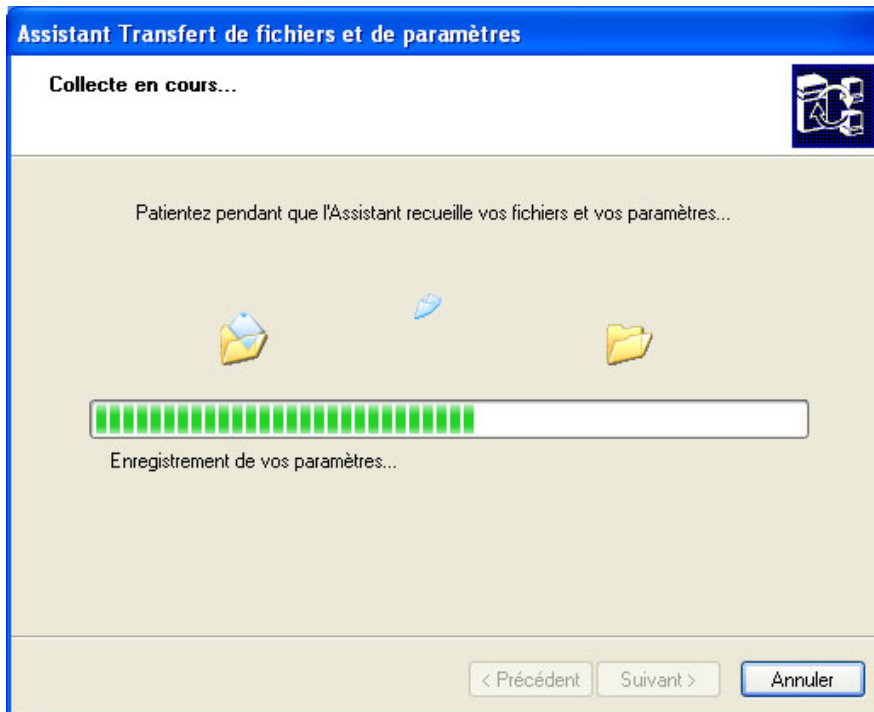 Assistant Transfert de fichiers et de paramètres
Collecte en cours...
Patientez pendant que l'Assistant recueille vos fichiers et vos paramètres...
Enregistrement de vos paramètres...
< Précédent Suivant > Annuler